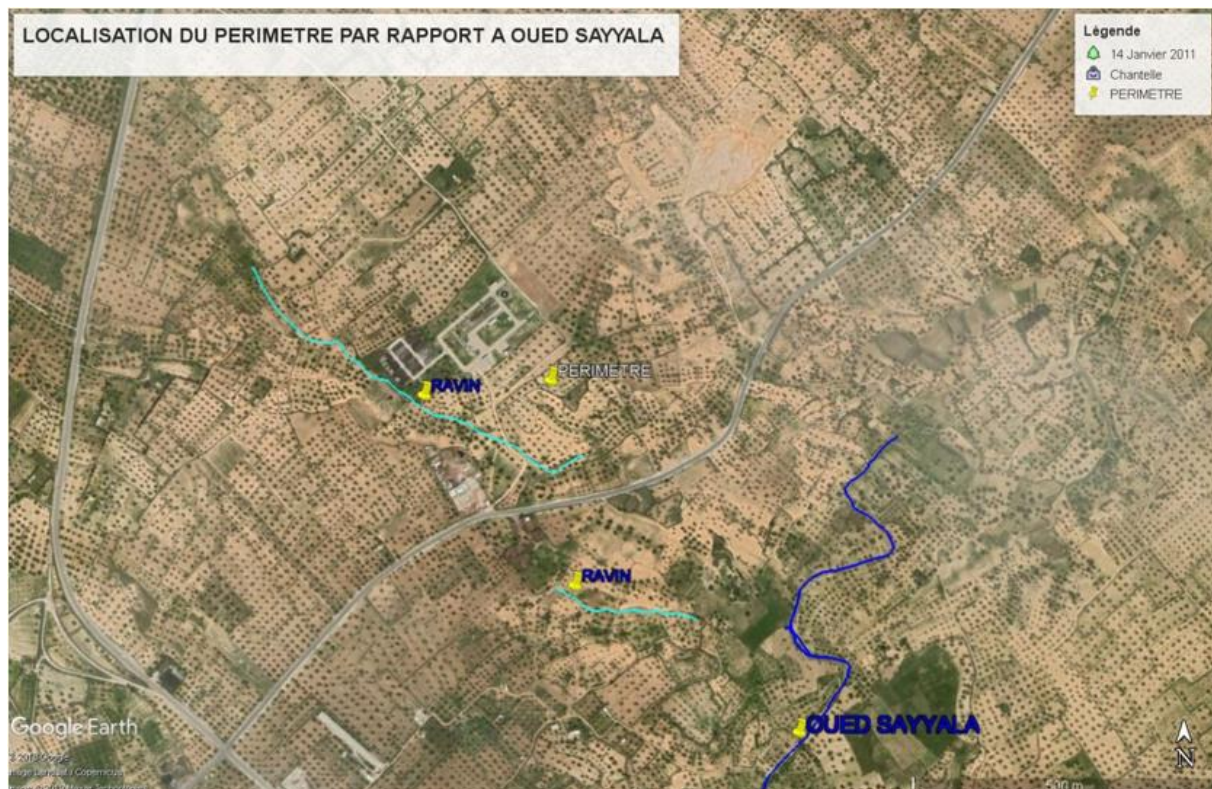 LOCALISATION DU PERIMETRE PAR RAPPORT A OUED SAYYALA
Légende
14 Janvier 2011
Chantelle
PERIMETRE
RAVIN
PERIMETRE
RAVIN
OUED SAYYALA
Google Earth
N
500 m